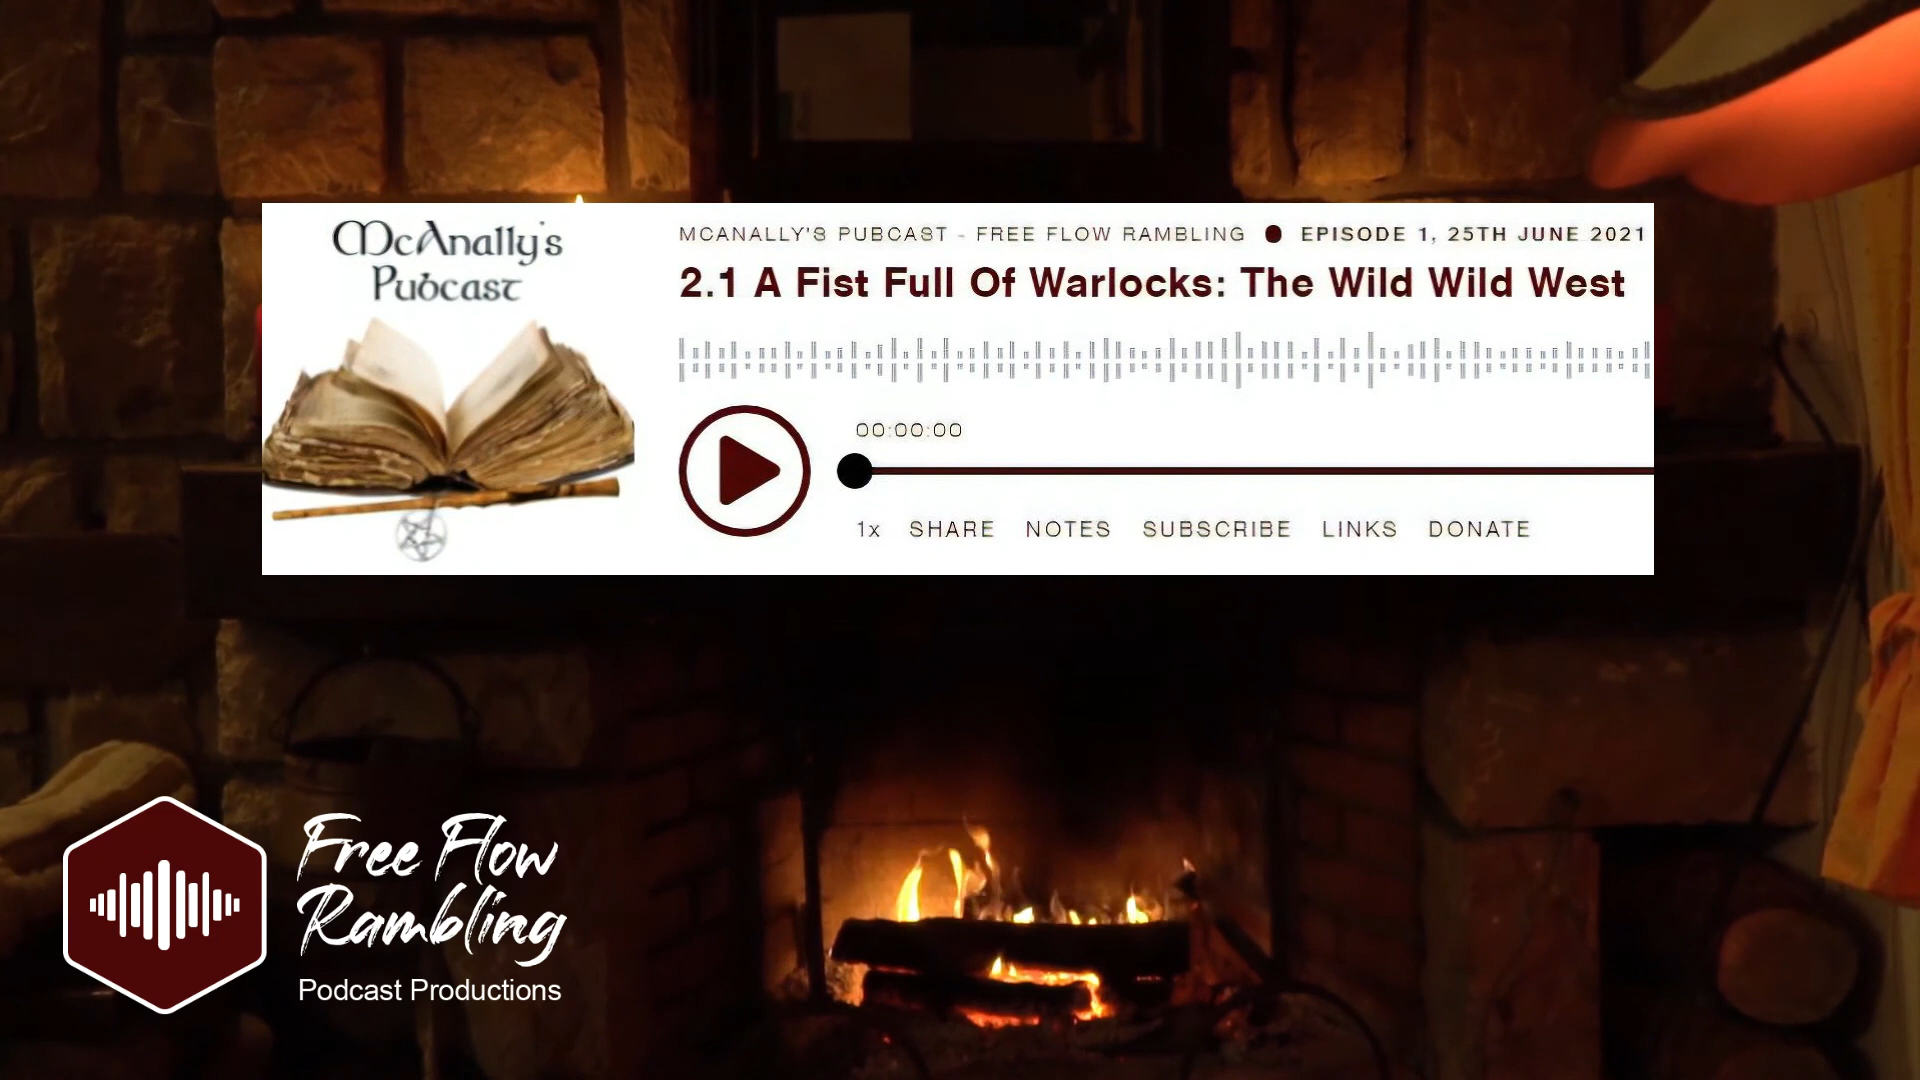 McAnally's
Pubcast
MCANALLY'S PUBCAST - FREE FLOW RAMBLING ● EPISODE 1, 25TH JUNE 2021
2.1 A Fist Full Of Warlocks: The Wild Wild West
00:00:00
1x SHARE NOTES SUBSCRIBE LINKS DONATE
Free Flow
Rambling
Podcast Productions